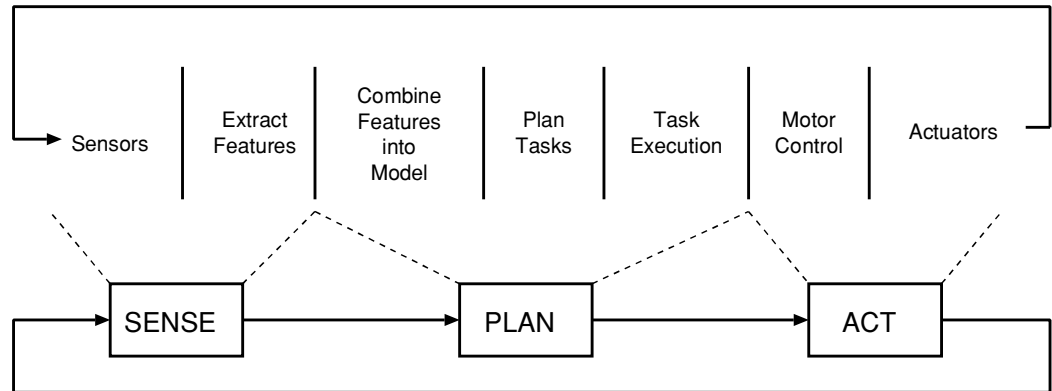 Sensors
Extract
Features
Combine
Features
into
Model
Plan
Tasks
Task
Execution
Motor
Control
Actuators
SENSE
PLAN
ACT